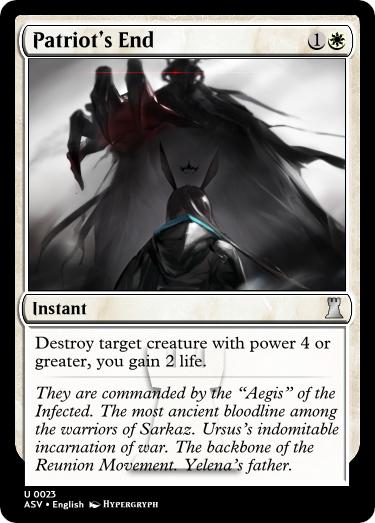 Patriot's End
1
Instant
Destroy target creature with power 4 or
greater, you gain 2 life.
They are commanded by the “Aegis” of the
Infected. The most ancient bloodline among
the warriors of Sarkaz. Ursus's indomitable
incarnation of war. The backbone of the
Reunion Movement. Yelena's father.
U 0023
ASV • English Hypergryph